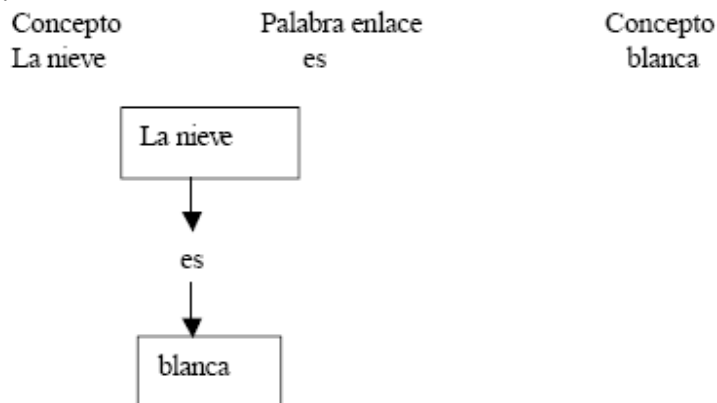 Concepto Palabra enlace Concepto
La nieve es blanca
La nieve
es
blanca